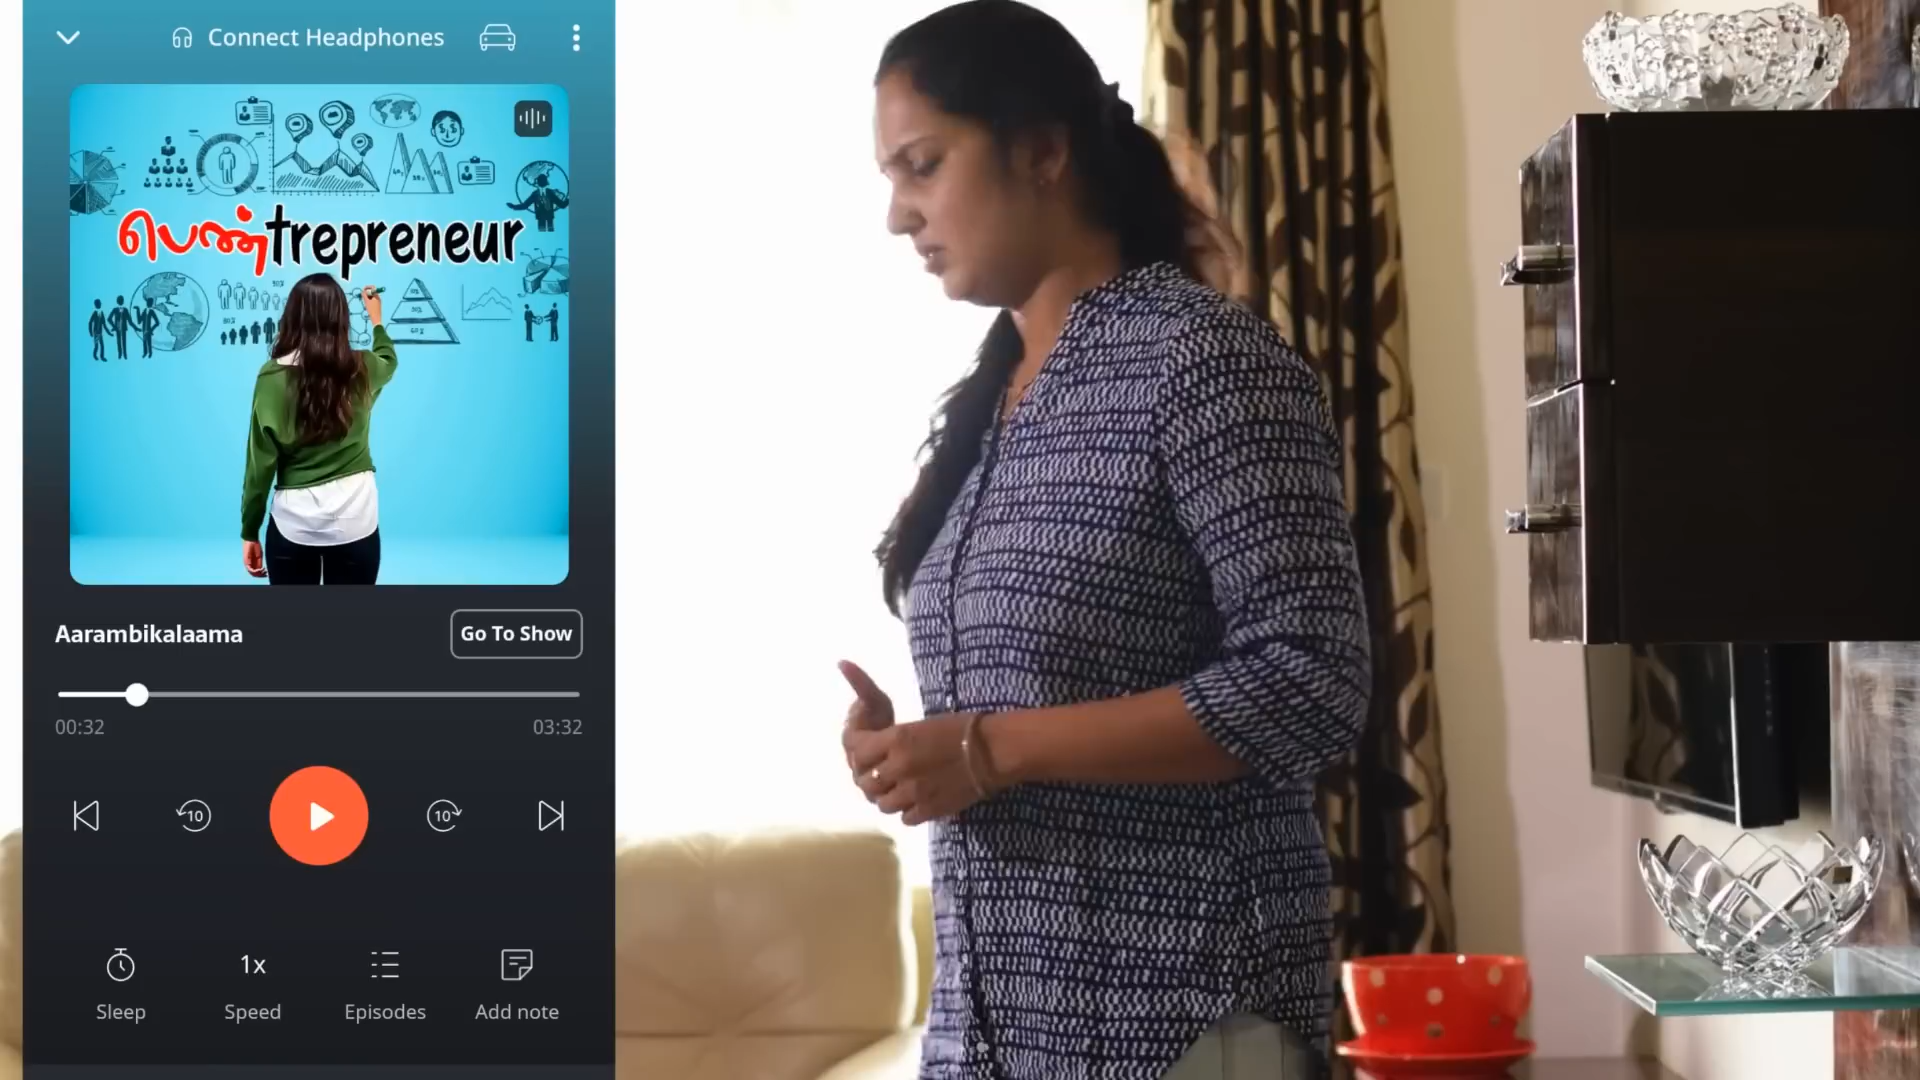 Connect Headphones
பெண்trepreneur
Aarambikalaama
Go To Show
00:32
03:32
10
10
1x
Sleep
Speed
Episodes
Add note